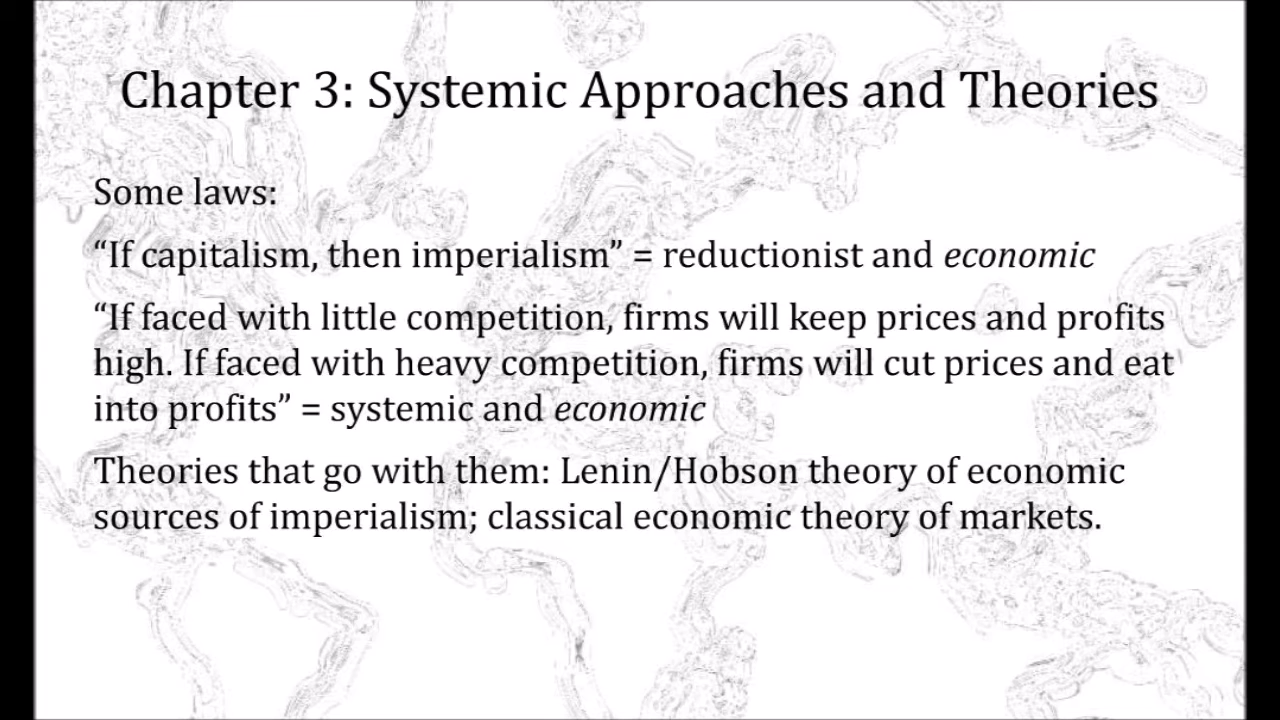 Chapter 3: Systemic Approaches and Theories
Some laws:
“If capitalism, then imperialism” = reductionist and economic
“If faced with little competition, firms will keep prices and profits
high. If faced with heavy competition, firms will cut prices and eat
into profits” = systemic and economic
Theories that go with them: Lenin/Hobson theory of economic
sources of imperialism; classical economic theory of markets.